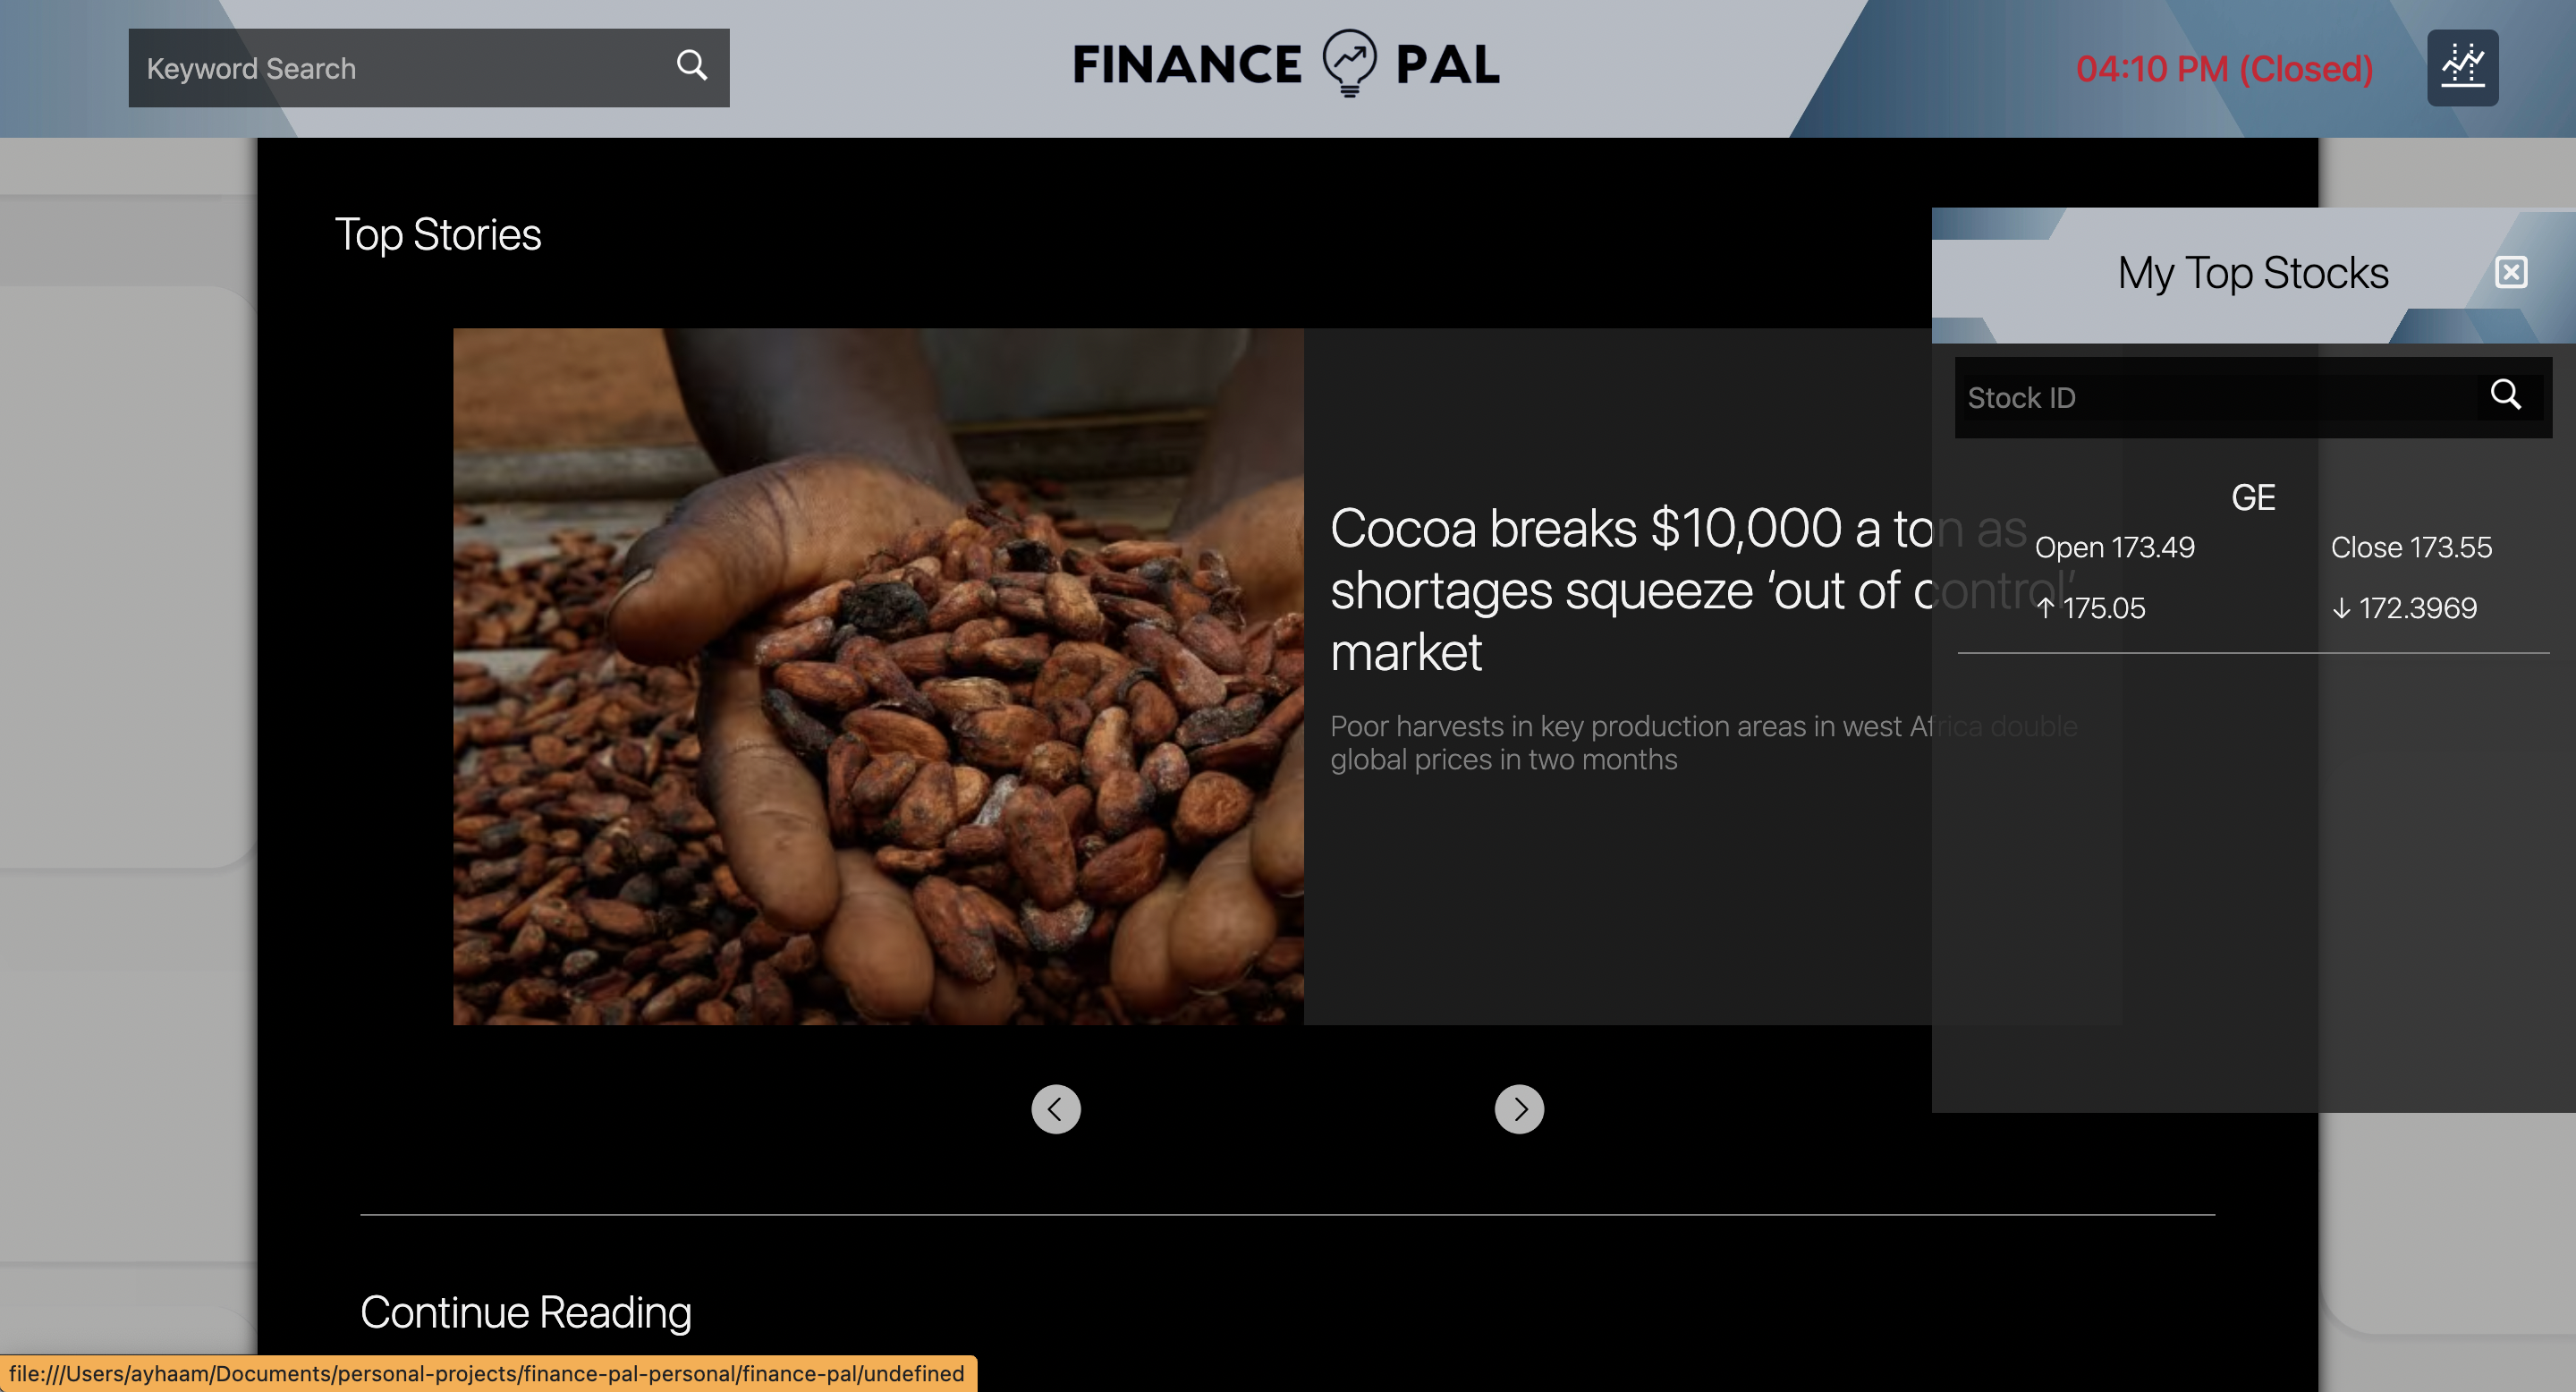 Keyword Search
FINANCE PAL
04:10 PM (Closed)
Top Stories
My Top Stocks
Stock ID
GE
Open 173.49
Close 173.55
↑ 175.05
↓ 172.3969
Cocoa breaks $10,000 a ton as
shortages squeeze ‘out of control’
market
Poor harvests in key production areas in west Africa double
global prices in two months
Continue Reading
file:///Users/ayhaam/Documents/personal-projects/finance-pal-personal/finance-pal/undefined